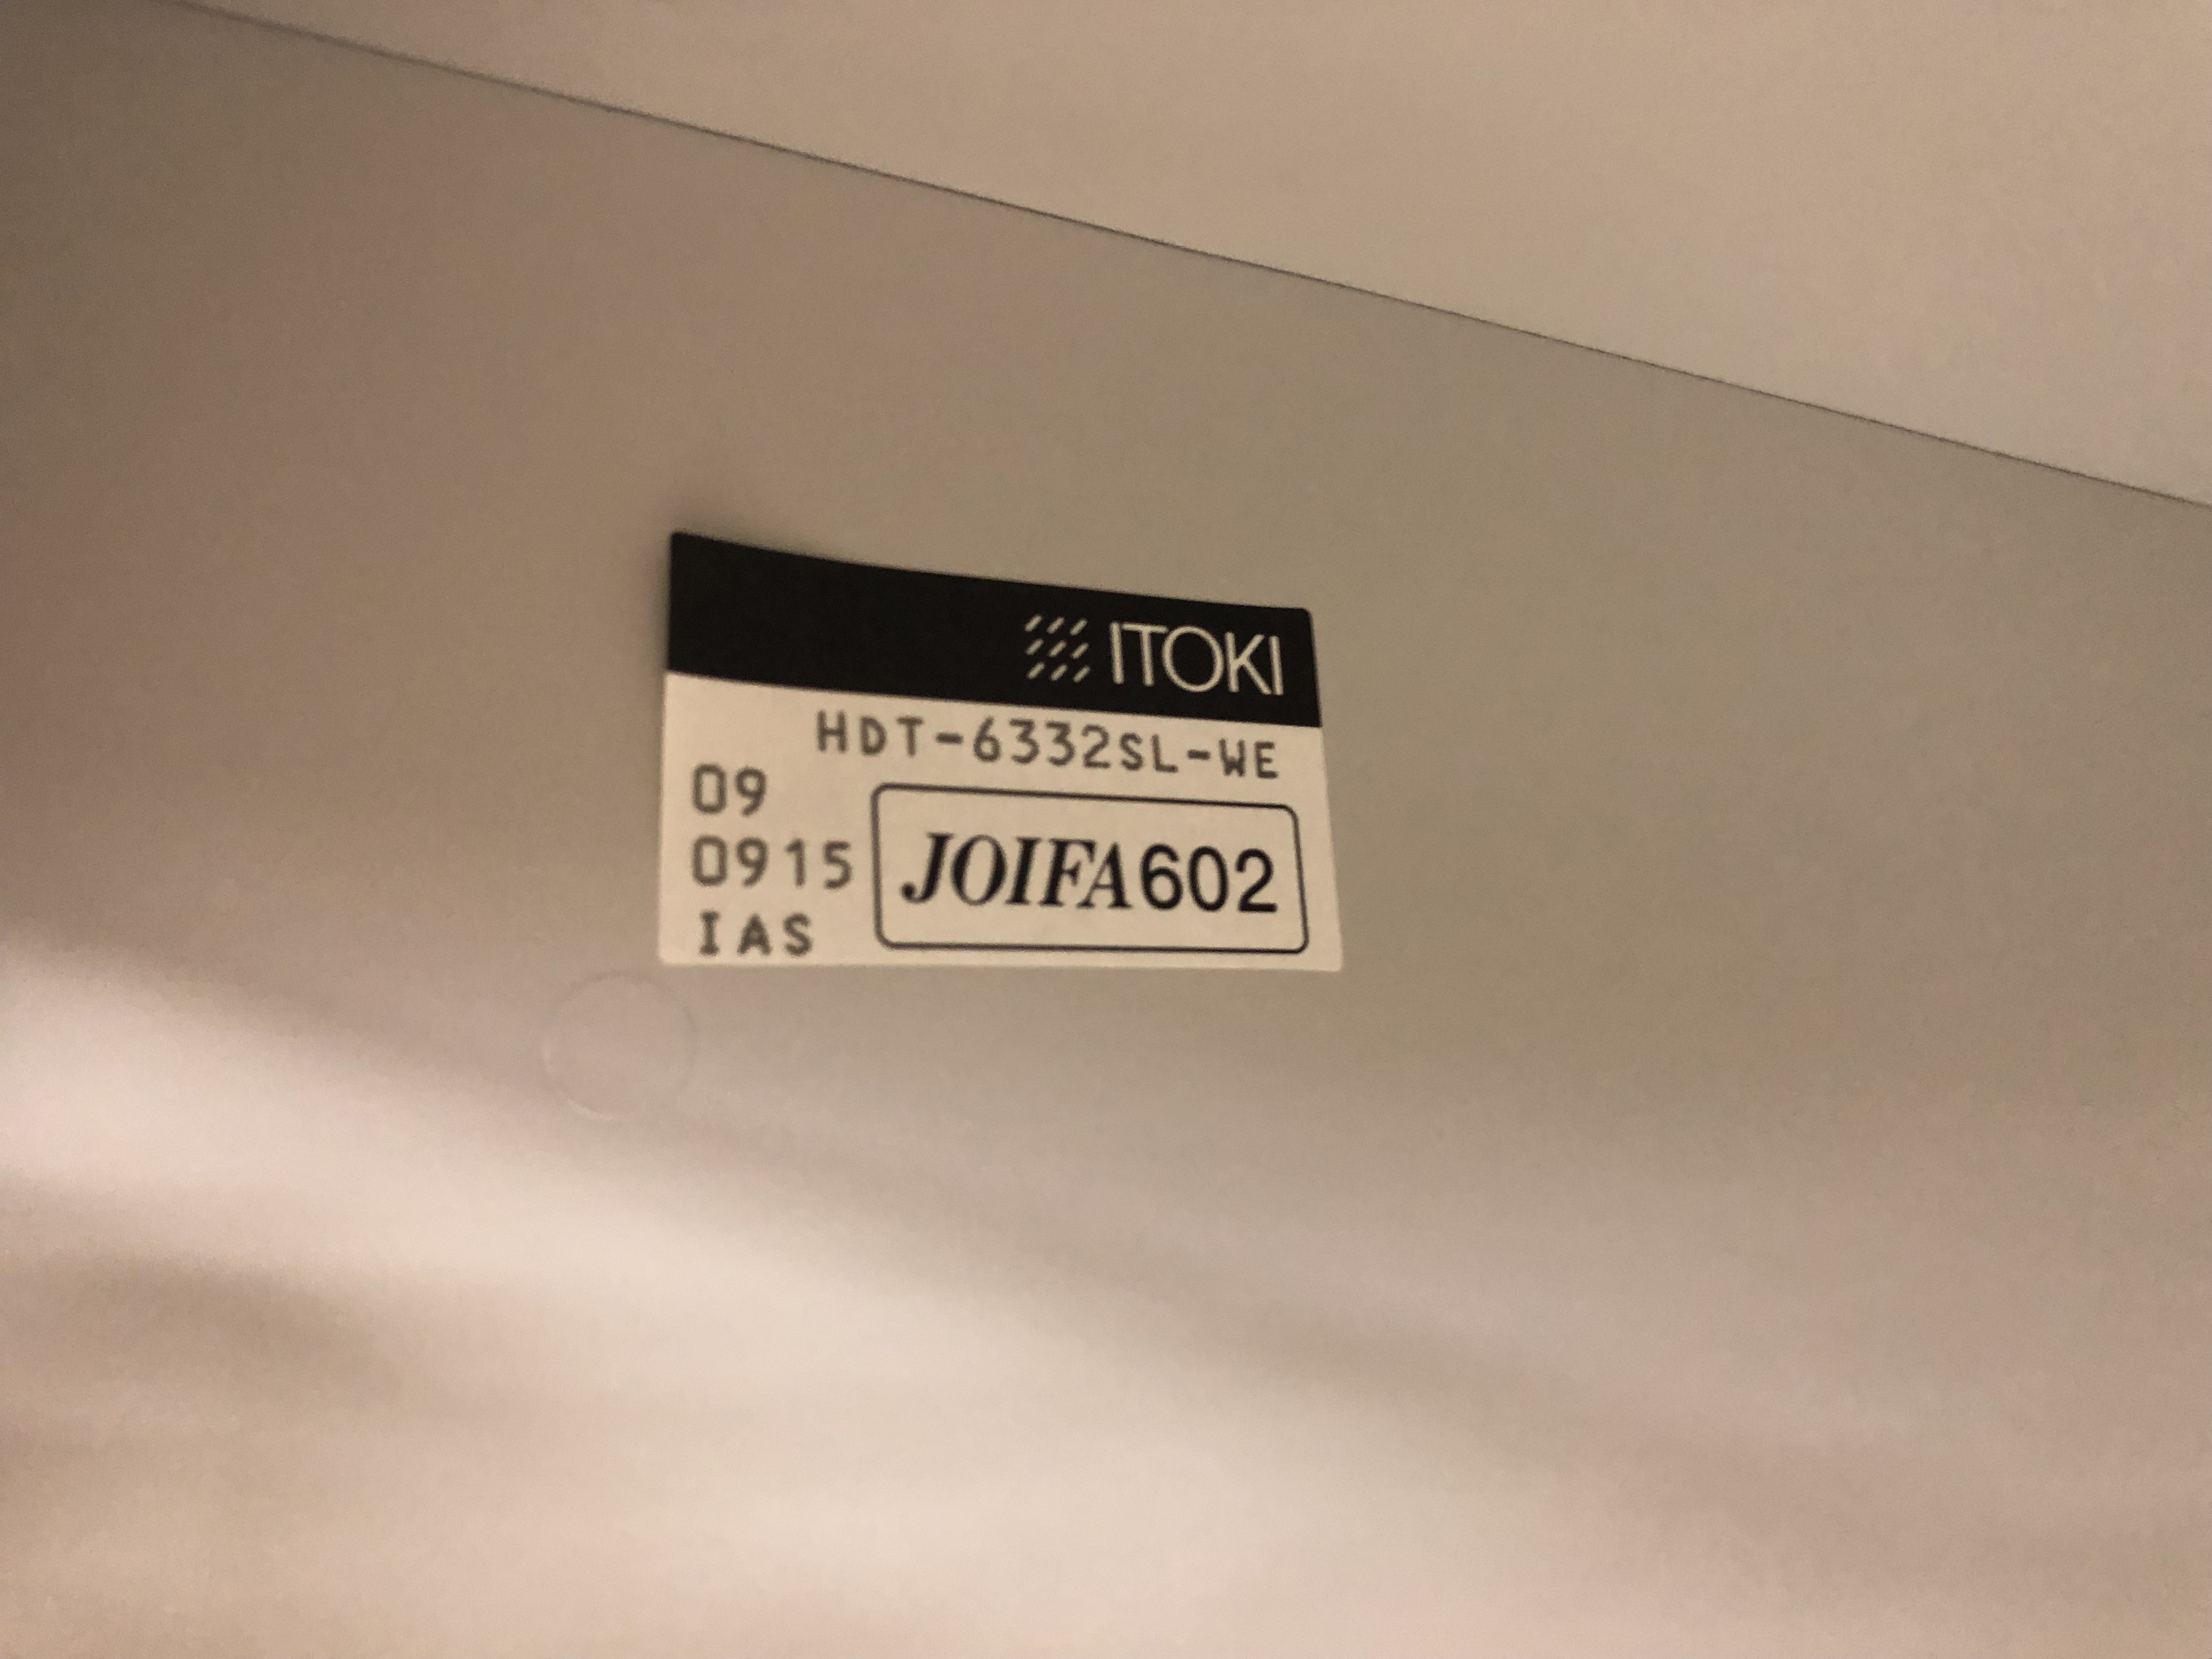 ITOKI
HDT-6332SL-WE
09
0915
IAS
JOIFA602